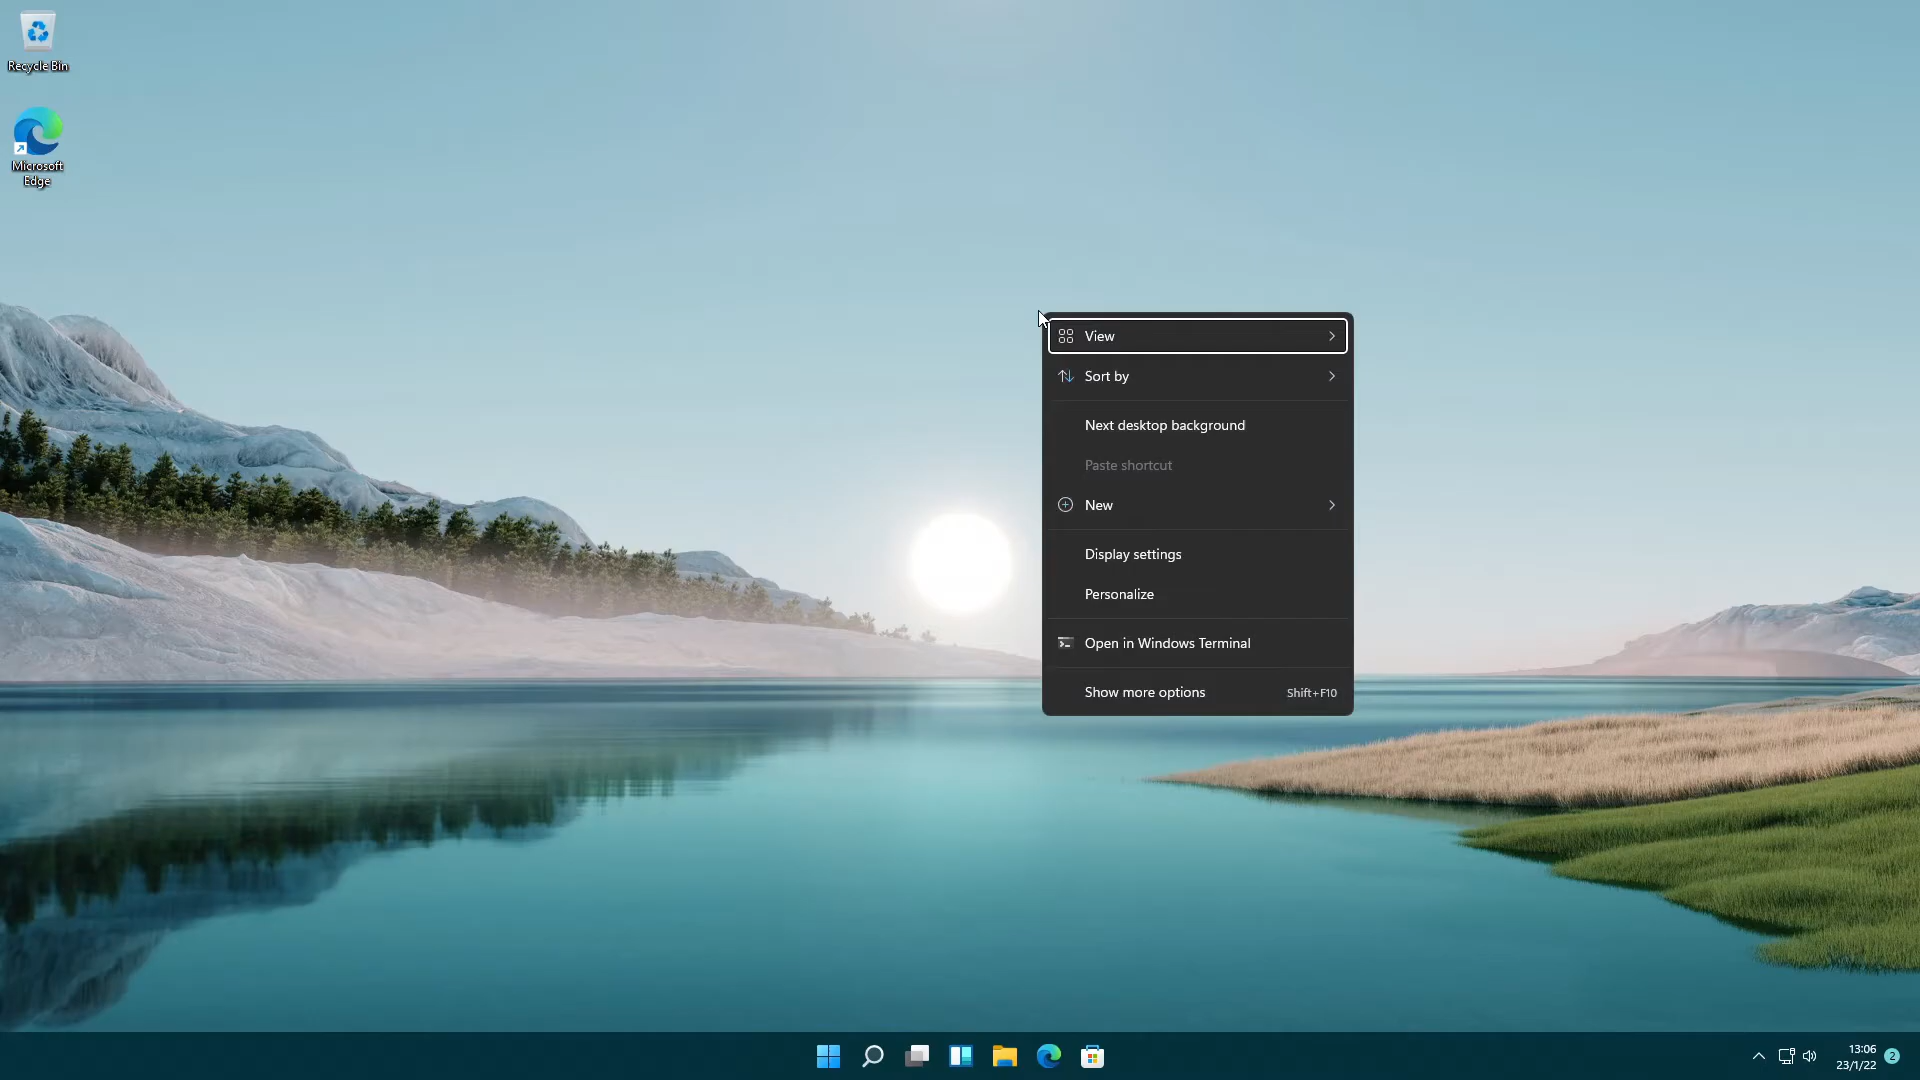 Recycle Bin
Microsoft
Edge
View
Sort by
Next desktop background
Paste shortcut
New
Display settings
Personalize
Open in Windows Terminal
Show more options Shift+F10
13:06
23/1/22
2